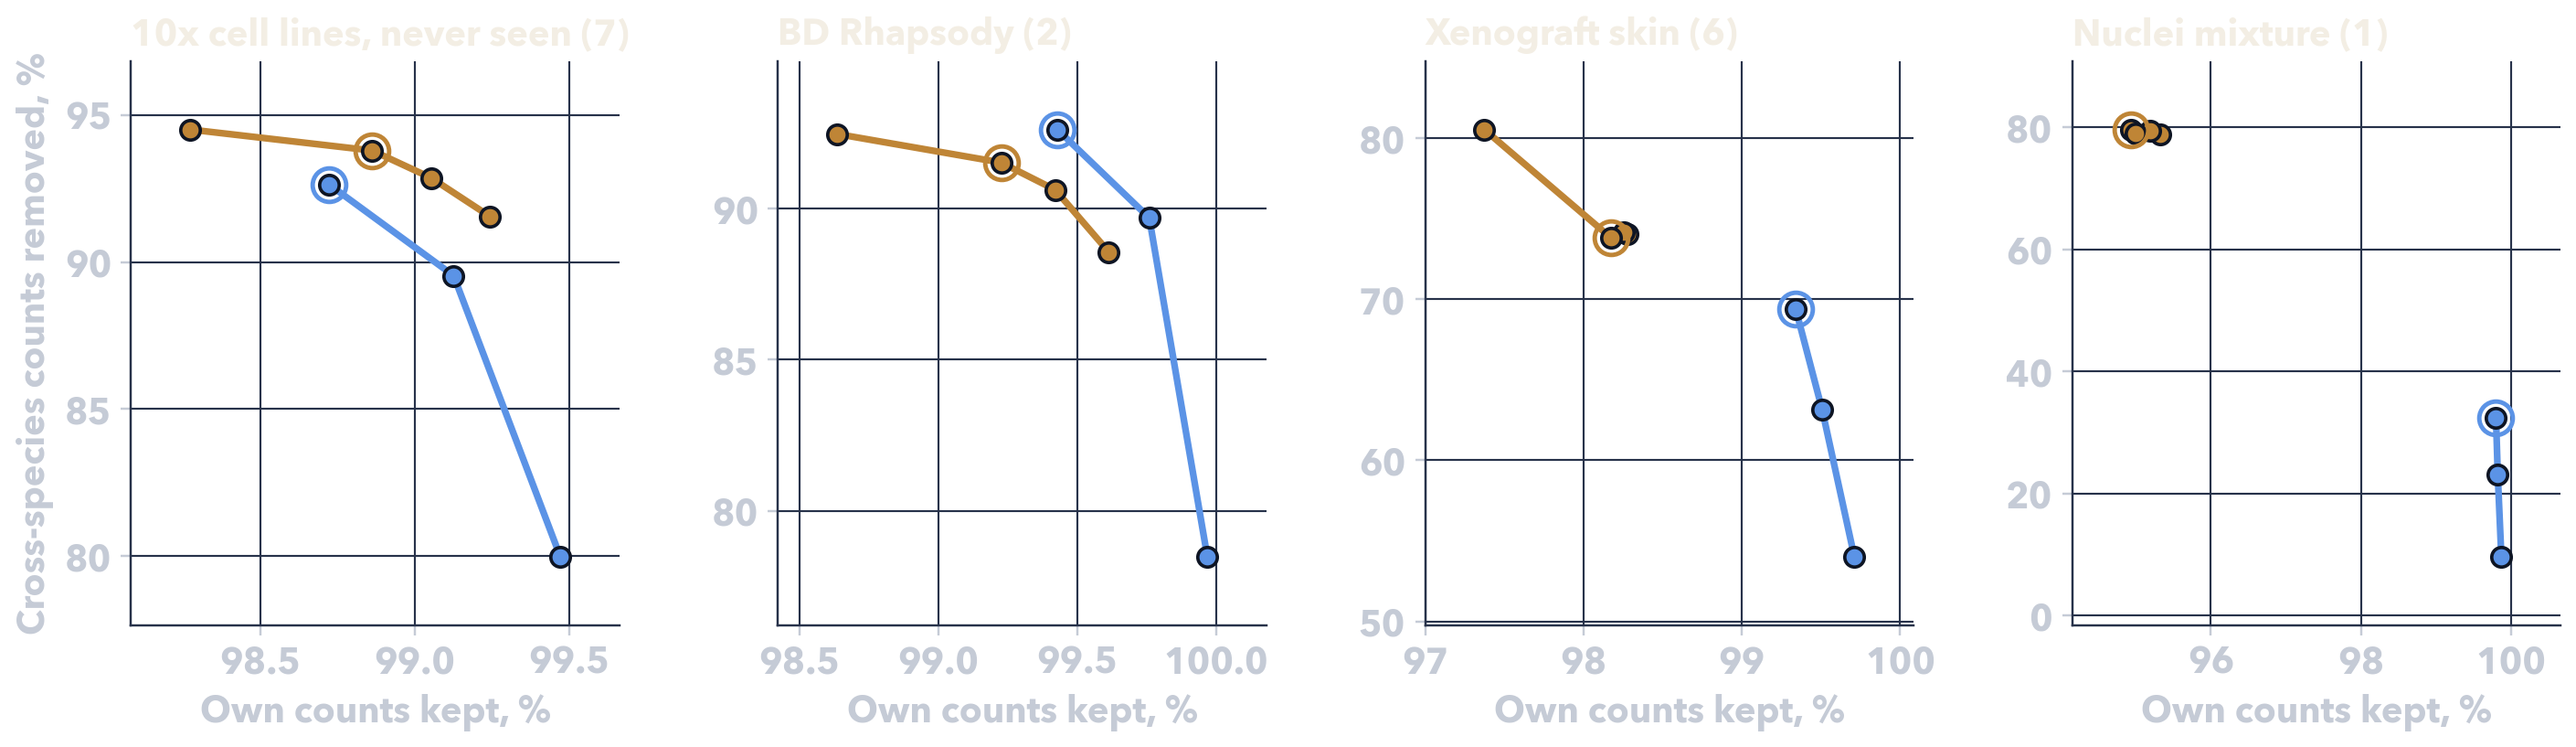 10x cell lines, never seen (7)
BD Rhapsody (2)
Xenograft skin (6)
Nuclei mixture (1)
Cross-species counts removed, %
95
90
85
80
98.5 99.0 99.5
Own counts kept, %
90
85
80
98.5 99.0 99.5 100.0
Own counts kept, %
80
70
60
50
97 98 99 100
Own counts kept, %
80
60
40
20
0
96 98 100
Own counts kept, %